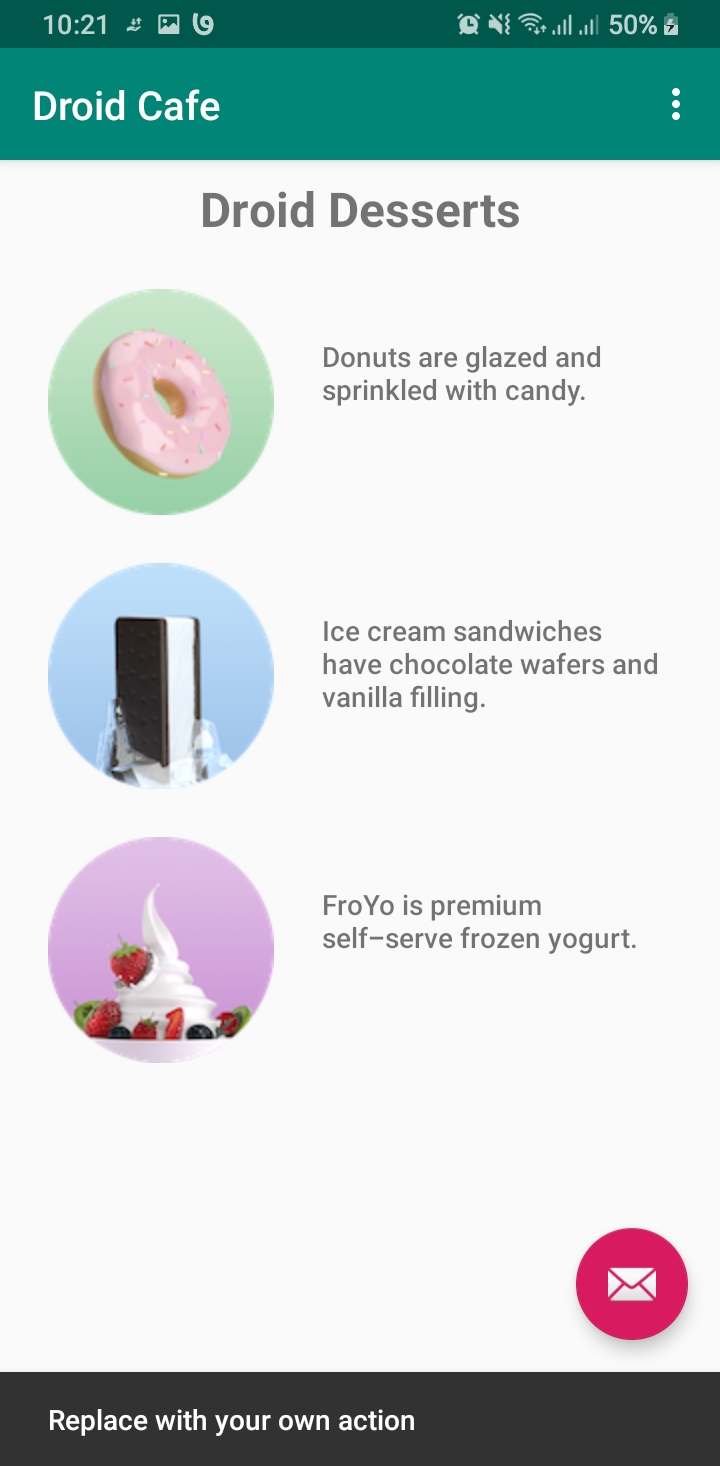 10:21
50%
Droid Cafe
Droid Desserts
Donuts are glazed and
sprinkled with candy.
Ice cream sandwiches
have chocolate wafers and
vanilla filling.
FroYo is premium
self–serve frozen yogurt.
Replace with your own action